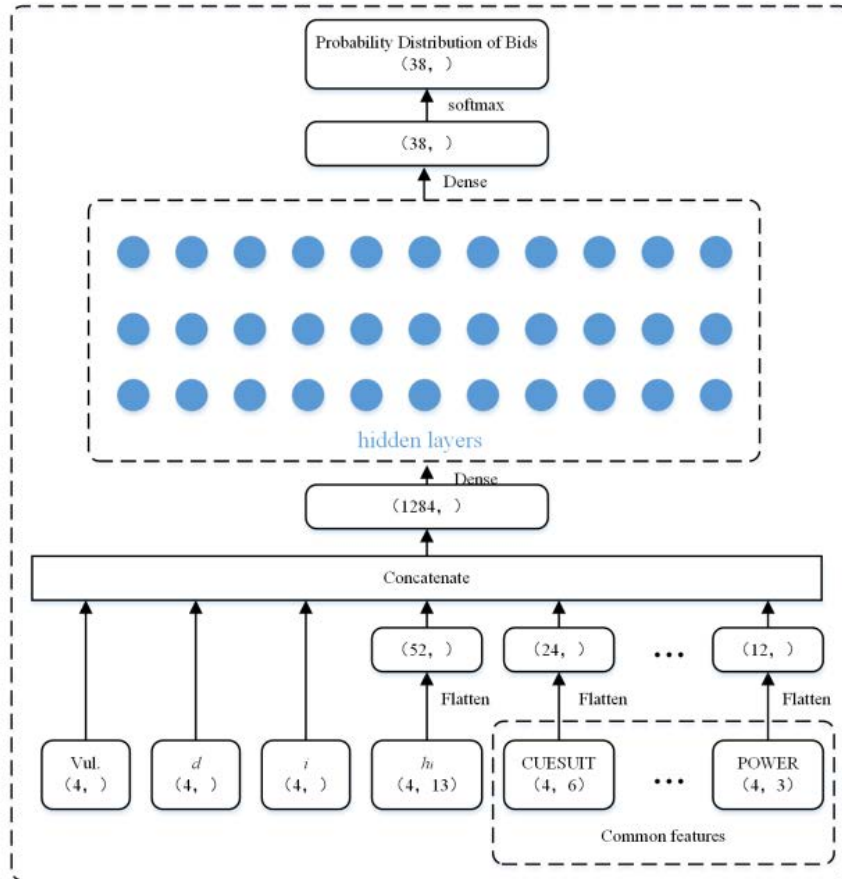 Probability Distribution of Bids
(38, )
softmax
(38, )
Dense
hidden layers
Dense
(1284, )
Concatenate
(52, )
(24, )
...
(12, )
Flatten
Flatten
Flatten
Vul.
(4, )
d
(4, )
i
(4, )
hi
(4, 13)
CUESUIT
(4, 6)
...
POWER
(4, 3)
Common features